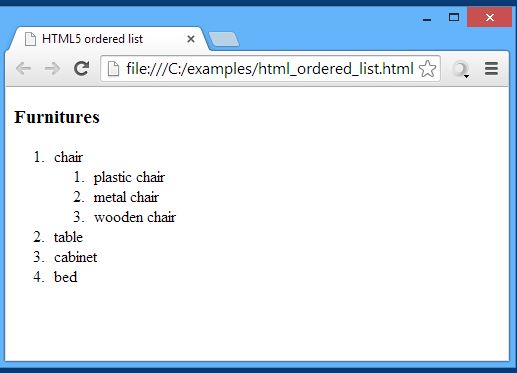 HTML5 ordered list
file:///C:/examples/html_ordered_list.html
Furnitures
1. chair
1. plastic chair
2. metal chair
3. wooden chair
2. table
3. cabinet
4. bed